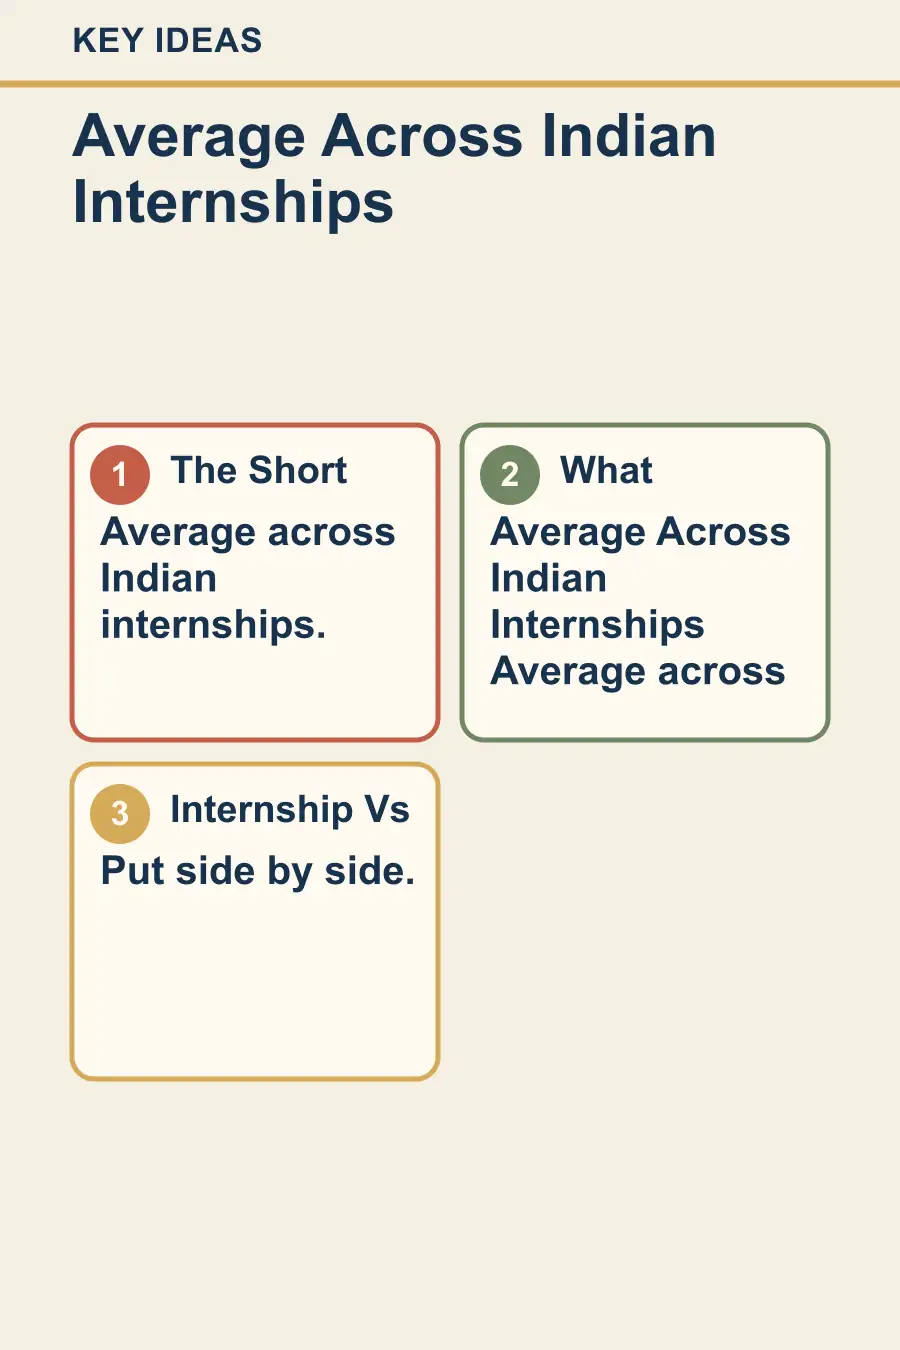 KEY IDEAS
Average Across Indian
Internships
1
The Short
Average across
Indian
internships.
2
What
Average Across
Indian
Internships
Average across
3
Internship Vs
Put side by side.